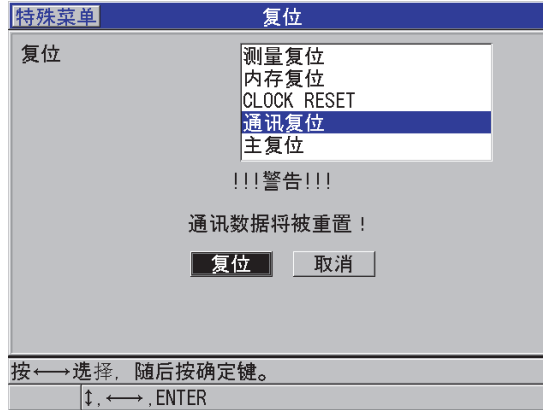 特殊菜单 复位
复位
测量复位
内存复位
CLOCK RESET
通讯复位
主复位
!!!警告!!!
通讯数据将被重置！
复位 取消
按←→选择, 随后按确定键。
↕,←→,ENTER